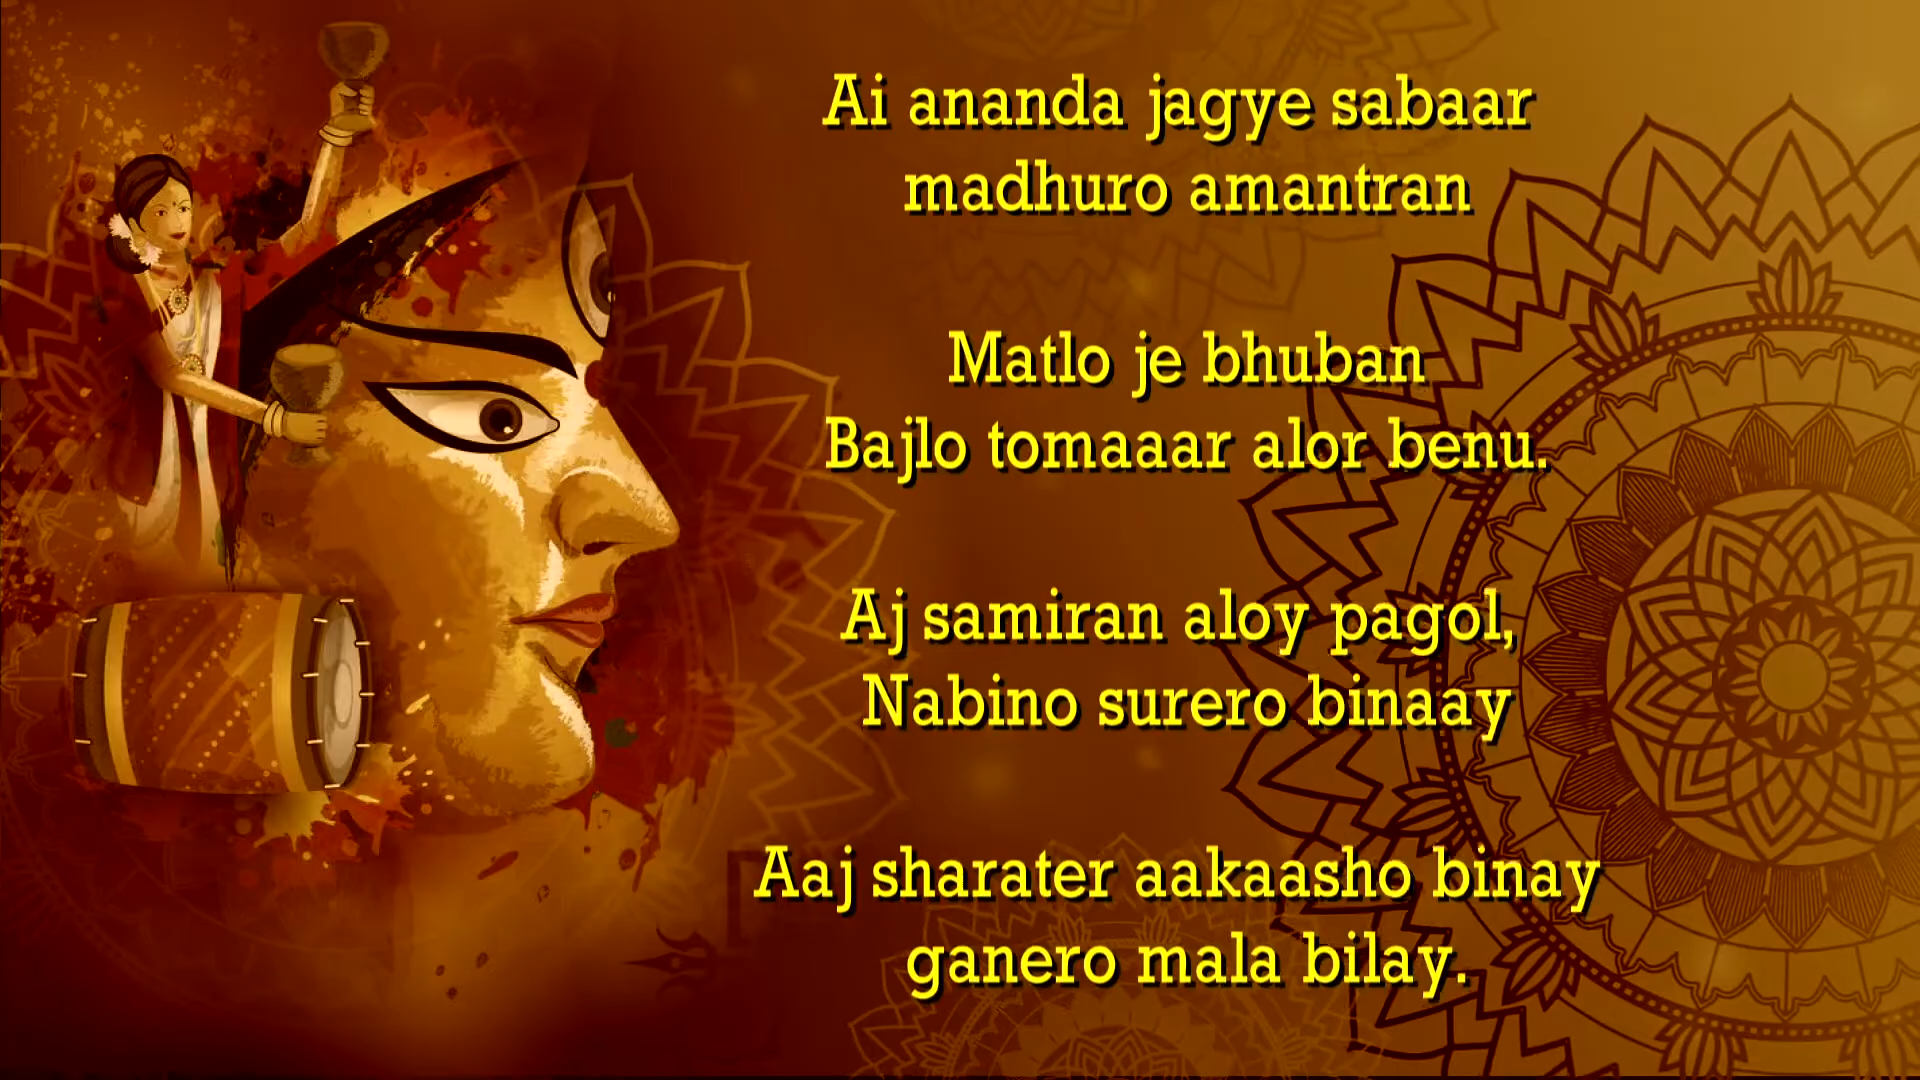 Ai ananda jagye sabaar
madhuro amantran
Matlo je bhuban
Bajlo tomaaar alor benu.
Aj samiran aloy pagol,
Nabino surero binaay
Aaj sharater aakaasho binay
ganero mala bilay.